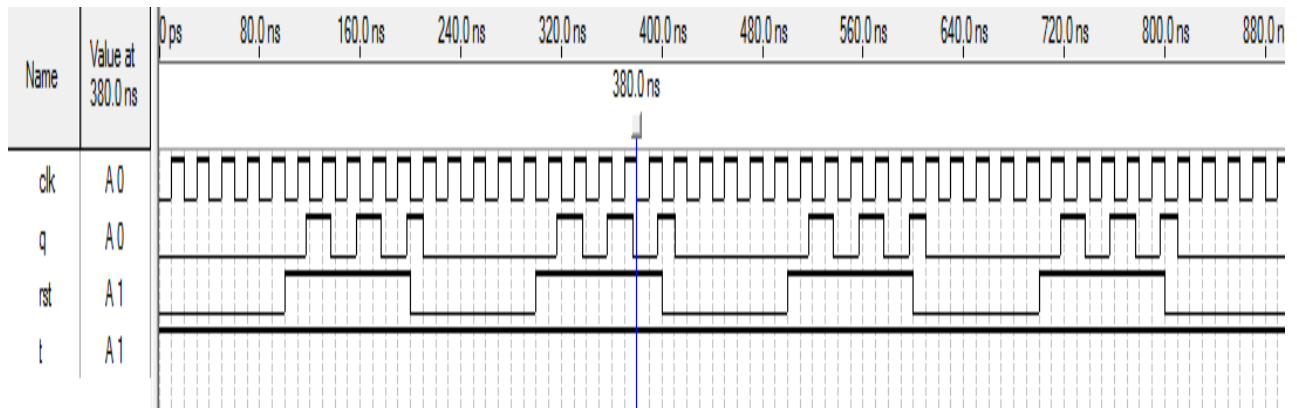 Name
Value at
380.0 ns
0 ps 80.0 ns 160.0 ns 240.0 ns 320.0 ns 400.0 ns 480.0 ns 560.0 ns 640.0 ns 720.0 ns 800.0 ns 880.0 n
380.0 ns
clk A 0
q A 0
rst A 1
t A 1